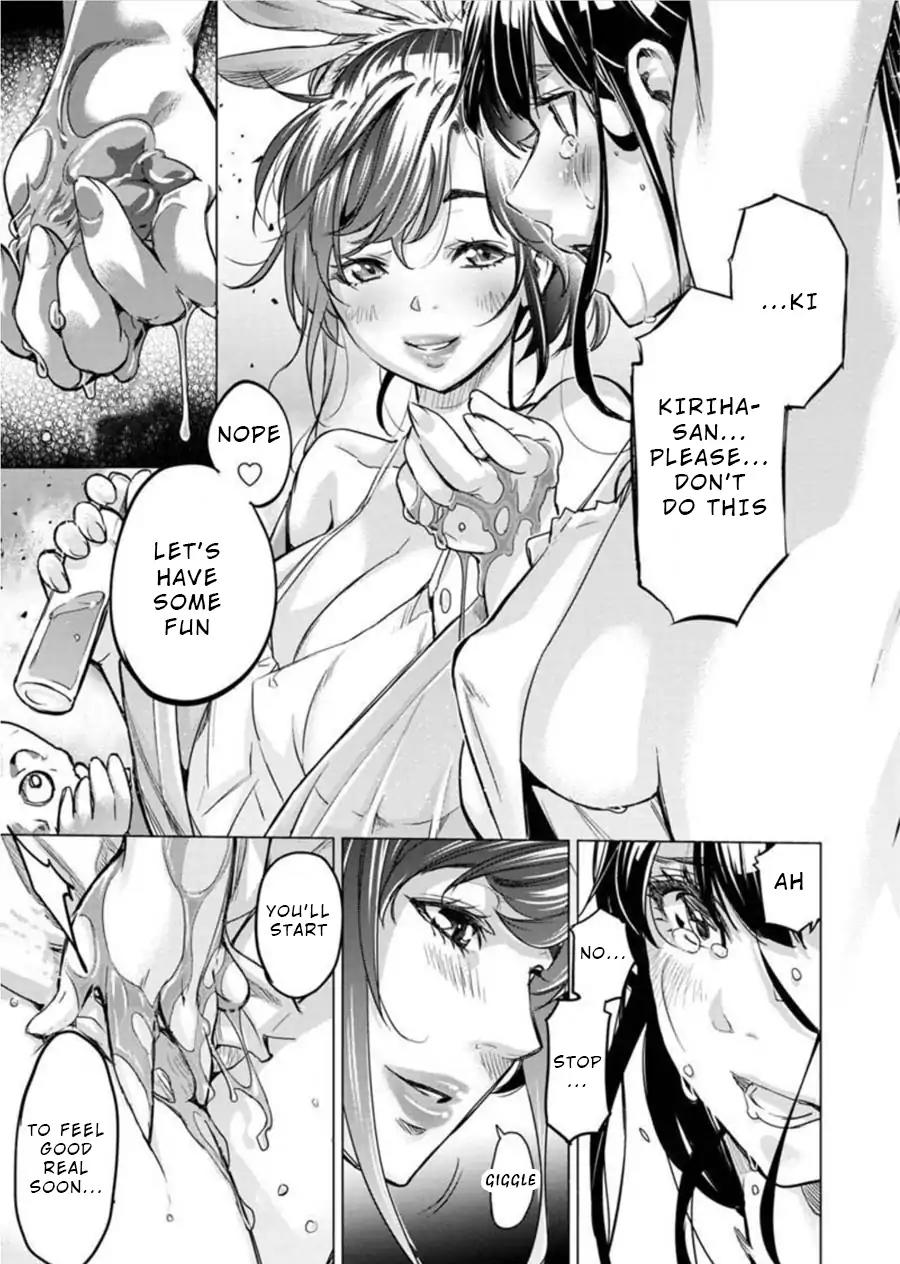 ...KI
KIRIHA-
SAN...
PLEASE...
DON'T
DO THIS
NOPE
♡
LET'S
HAVE
SOME
FUN
AH
NO...
STOP
...
GIGGLE
YOU'LL
START
TO FEEL
GOOD
REAL
SOON...